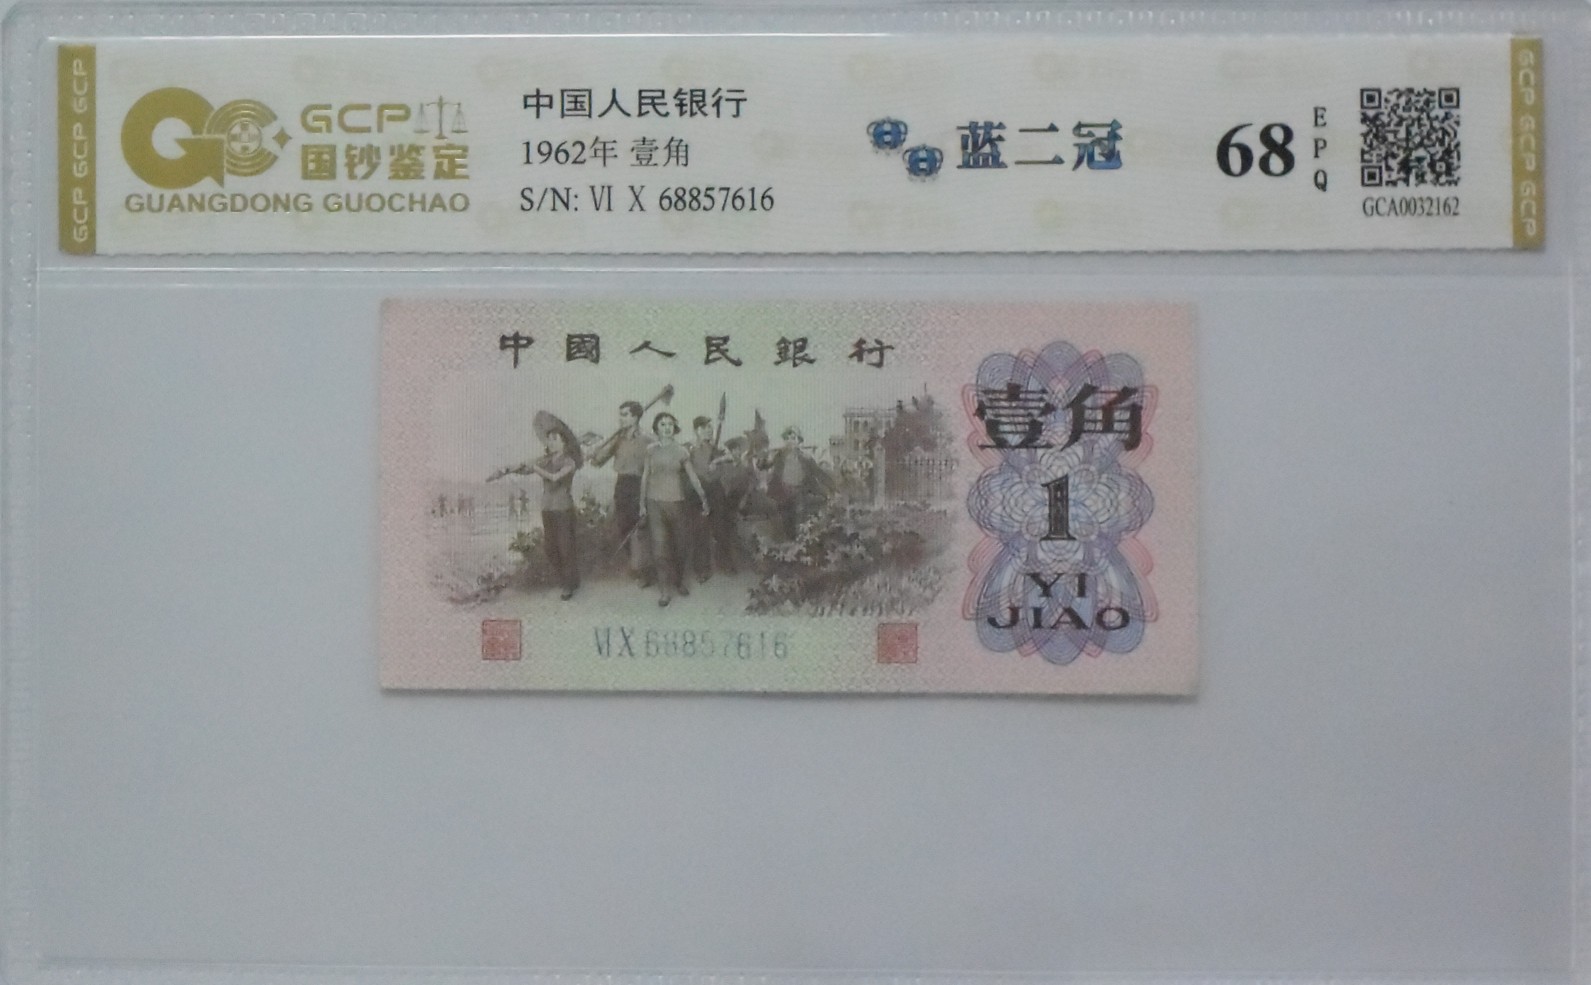 GCP GCP GCP
GCP
国钞鉴定
GUANGDONG GUOCHAO
中国人民银行
1962年 壹角
S/N: Ⅵ X 68857616
蓝二冠
68
EPQ
GCA0032162
GCP GCP GCP
中國人民銀行
壹角
1
YI
JIAO
ⅥX68857616